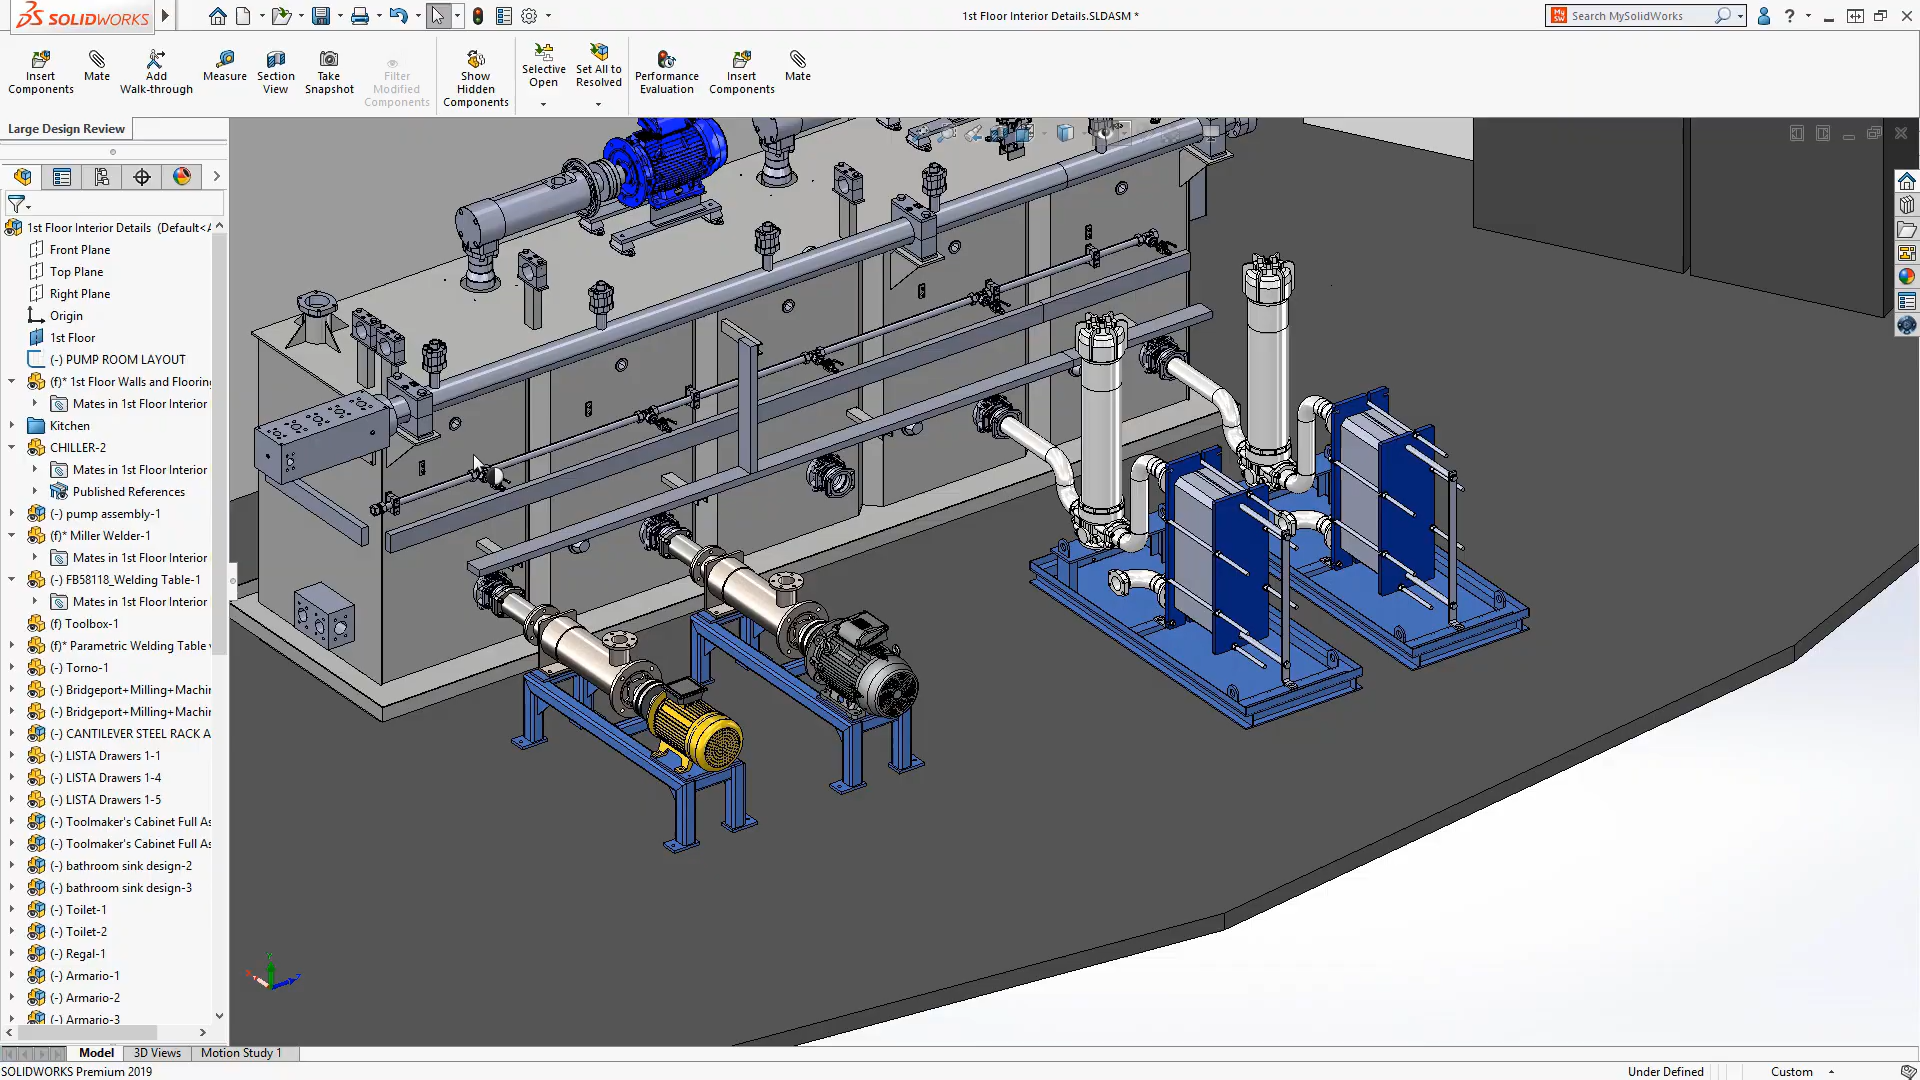 SOLIDWORKS
1st Floor Interior Details.SLDASM *
Search MySolidWorks
Insert Components
Mate
Add Walk-through
Measure
Section View
Take Snapshot
Filter Modified Components
Show Hidden Components
Selective Open
Set All to Resolved
Performance Evaluation
Insert Components
Mate
Large Design Review
1st Floor Interior Details (Default<
Front Plane
Top Plane
Right Plane
Origin
1st Floor
(-) PUMP ROOM LAYOUT
(f)* 1st Floor Walls and Flooring
Mates in 1st Floor Interior
Kitchen
CHILLER-2
Mates in 1st Floor Interior
Published References
(-) pump assembly-1
(f)* Miller Welder-1
Mates in 1st Floor Interior
(-) FB58118_Welding Table-1
Mates in 1st Floor Interior
(f) Toolbox-1
(f)* Parametric Welding Table
(-) Torno-1
(-) Bridgeport+Milling+Machin
(-) Bridgeport+Milling+Machin
(-) CANTILEVER STEEL RACK A
(-) LISTA Drawers 1-1
(-) LISTA Drawers 1-4
(-) LISTA Drawers 1-5
(-) Toolmaker's Cabinet Full As
(-) Toolmaker's Cabinet Full As
(-) bathroom sink design-2
(-) bathroom sink design-3
(-) Toilet-1
(-) Toilet-2
(-) Regal-1
(-) Armario-1
(-) Armario-2
(-) Armario-3
Model
3D Views
Motion Study 1
SOLIDWORKS Premium 2019
Under Defined
Custom